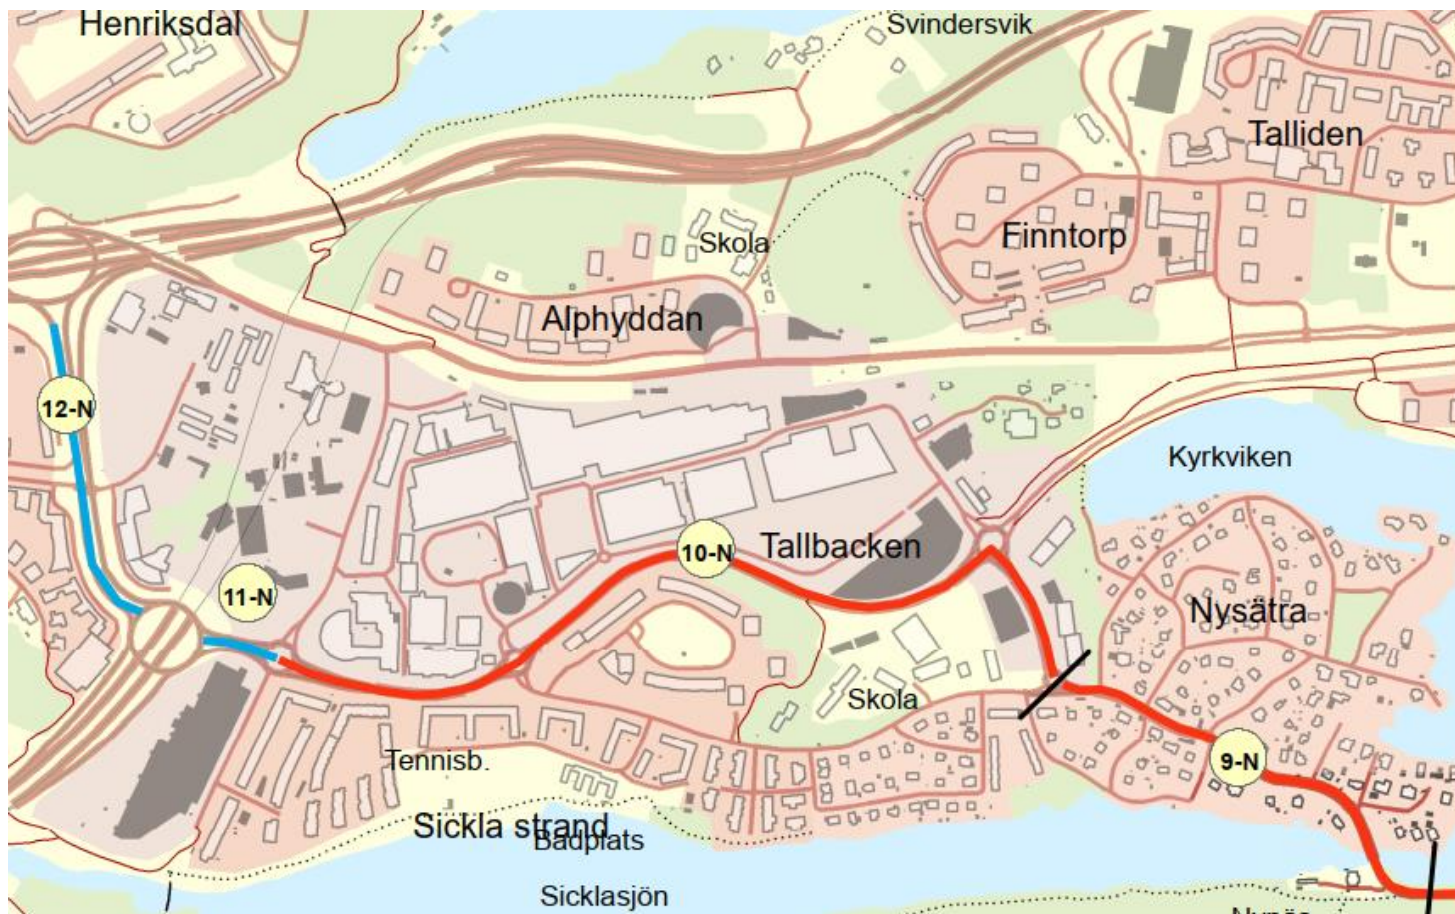 Henriksdal
Svindersvik
Talliden
Skola
Finntorp
Alphyddan
12-N
Kyrkviken
10-N
Tallbacken
11-N
Nysätra
Skola
Tennisb.
9-N
Sickla strand
Badplats
Sicklasjön